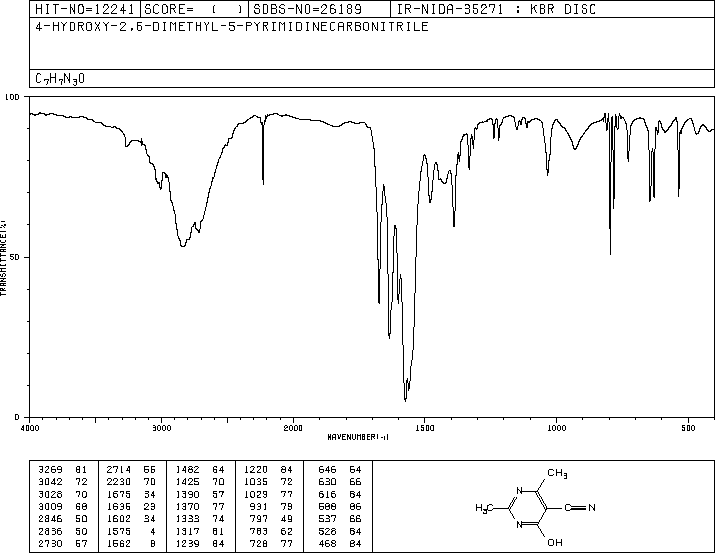 HIT-NO=12241 SCORE= ( ) SDBS-NO=26189 IR-NIDA-35271 : KBR DISC
4-HYDROXY-2,6-DIMETHYL-5-PYRIMIDINECARBONITRILE
C7H7N3O
100
50
0
TRANSMITTANCE(%)
4000 3000 2000 1500 1000 500
WAVENUMBER(-1)
3269 81 2714 55 1482 64 1220 84 646 64
3042 72 2230 70 1425 70 1035 72 630 66
3028 70 1675 34 1390 57 1029 77 616 84
3009 68 1635 23 1370 77 931 79 588 86
2846 50 1602 34 1333 74 797 49 537 66
2836 50 1575 4 1317 81 783 62 528 84
2730 57 1562 8 1239 84 728 77 468 84
CH3
N
H3C
C N
N
OH